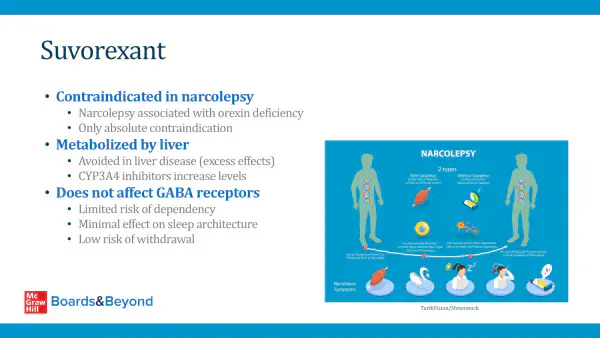 Suvorexant
• Contraindicated in narcolepsy
• Narcolepsy associated with orexin deficiency
• Only absolute contraindication
• Metabolized by liver
• Avoided in liver disease (excess effects)
• CYP3A4 inhibitors increase levels
• Does not affect GABA receptors
• Limited risk of dependency
• Minimal effect on sleep architecture
• Low risk of withdrawal
NARCOLEPSY
2 types
With Cataplexy
Without Cataplexy
Narcolepsy
Symptoms
TarikVision/Shutterstock
Mc
Graw
Hill
Boards&Beyond